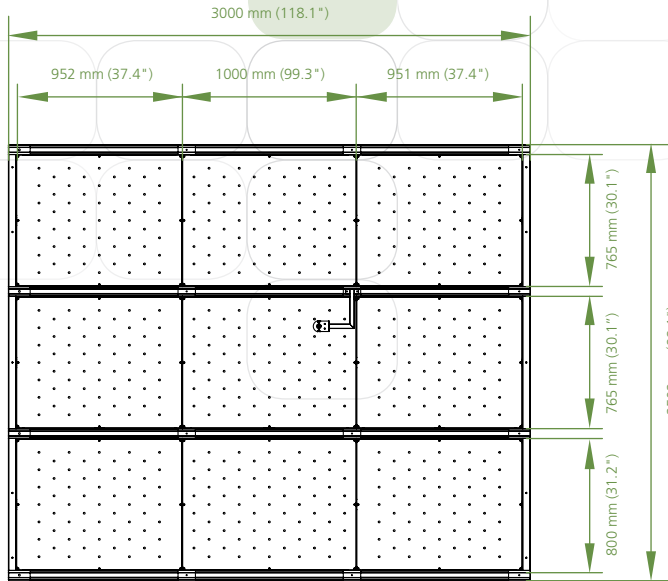 3000 mm (118.1")
952 mm (37.4")
1000 mm (99.3")
951 mm (37.4")
765 mm (30.1")
765 mm (30.1")
800 mm (31.2")